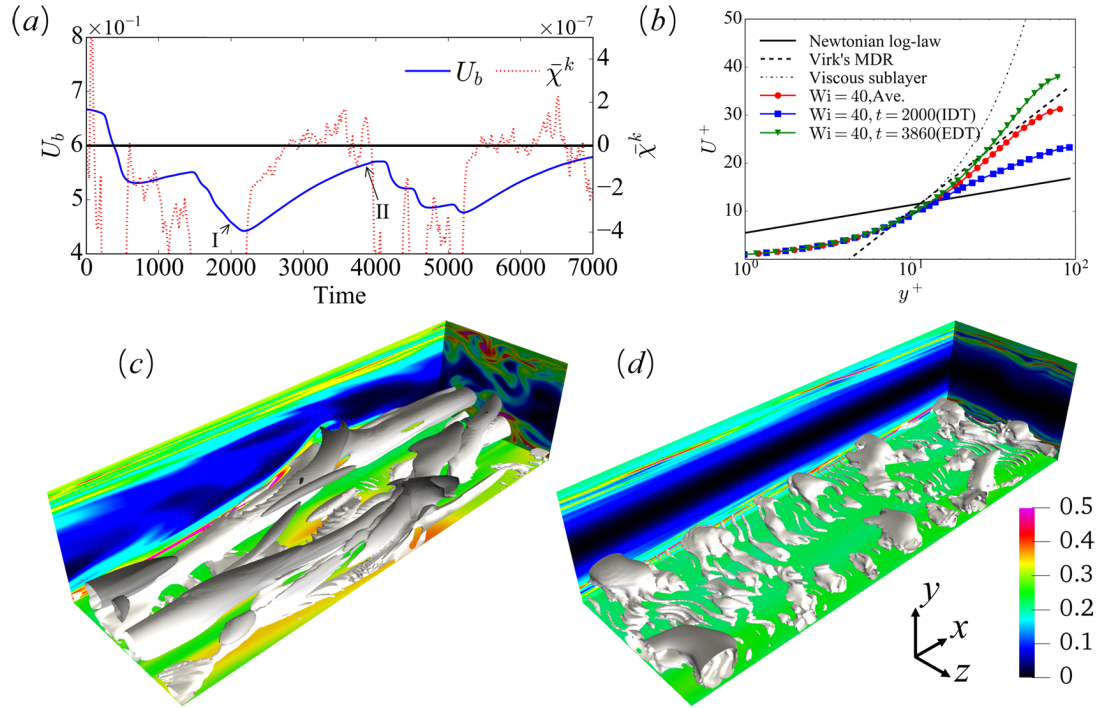 (a)
8 ×10⁻¹
×10⁻⁷
U_b
χ̄ᵏ
7
6
5
4
U_b
4
2
0
−2
−4
χ̄ᵏ
I
II
0 1000 2000 3000 4000 5000 6000 7000
Time
(b)
50
40
30
20
10
U⁺
Newtonian log-law
Virk's MDR
Viscous sublayer
Wi = 40,Ave.
Wi = 40, t = 2000(IDT)
Wi = 40, t = 3860(EDT)
10⁰ 10¹ 10²
y⁺
(c)
(d)
0.5
0.4
0.3
0.2
0.1
0
y
x
z